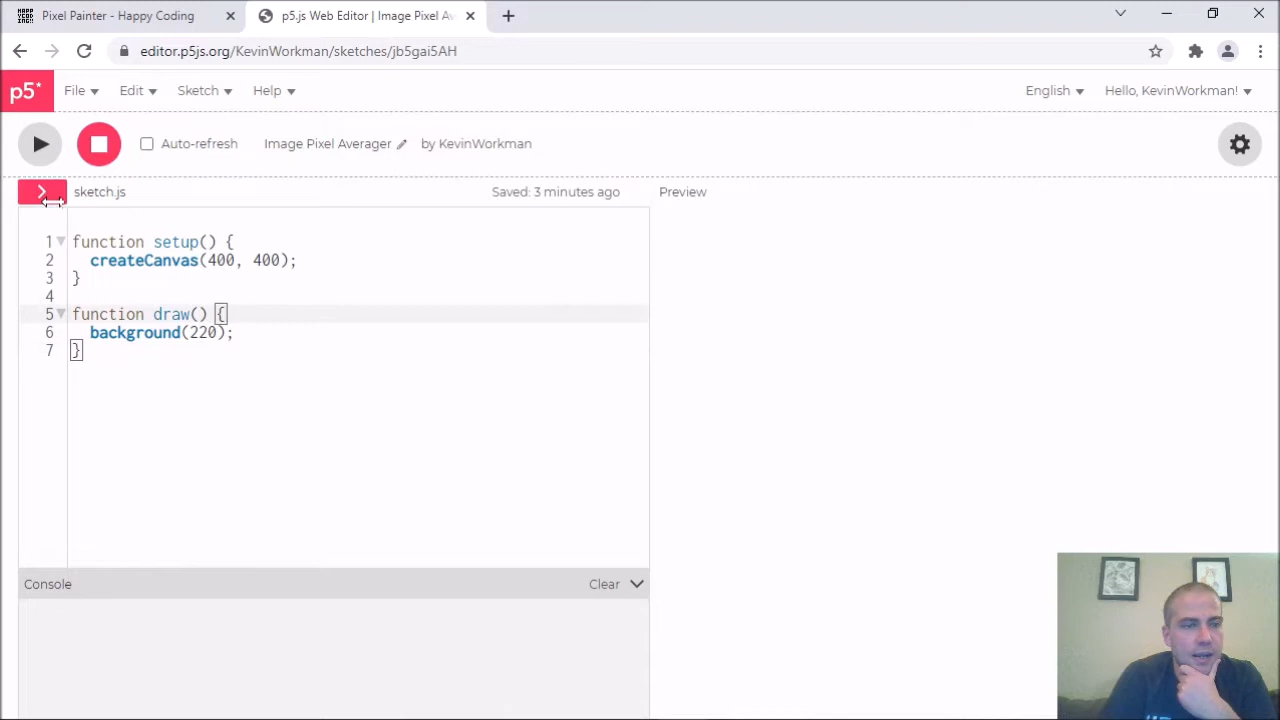 Pixel Painter - Happy Coding
p5.js Web Editor | Image Pixel Av
editor.p5js.org/KevinWorkman/sketches/jb5gai5AH
p5*
File
Edit
Sketch
Help
English
Hello, KevinWorkman!
Auto-refresh
Image Pixel Averager
by KevinWorkman
sketch.js
Saved: 3 minutes ago
Preview
1 function setup() {
2 createCanvas(400, 400);
3 }
4
5 function draw() {
6 background(220);
7 }
Console
Clear